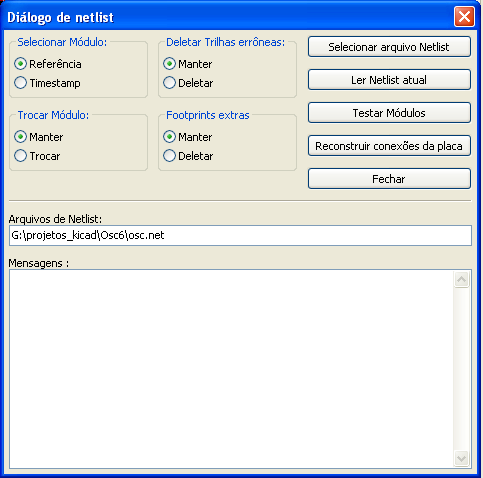 Diálogo de netlist
Selecionar Módulo:
Referência
Timestamp
Deletar Trilhas errôneas:
Manter
Deletar
Trocar Módulo:
Manter
Trocar
Footprints extras
Manter
Deletar
Selecionar arquivo Netlist
Ler Netlist atual
Testar Módulos
Reconstruir conexões da placa
Fechar
Arquivos de Netlist:
G:\projetos_kicad\Osc6\osc.net
Mensagens :